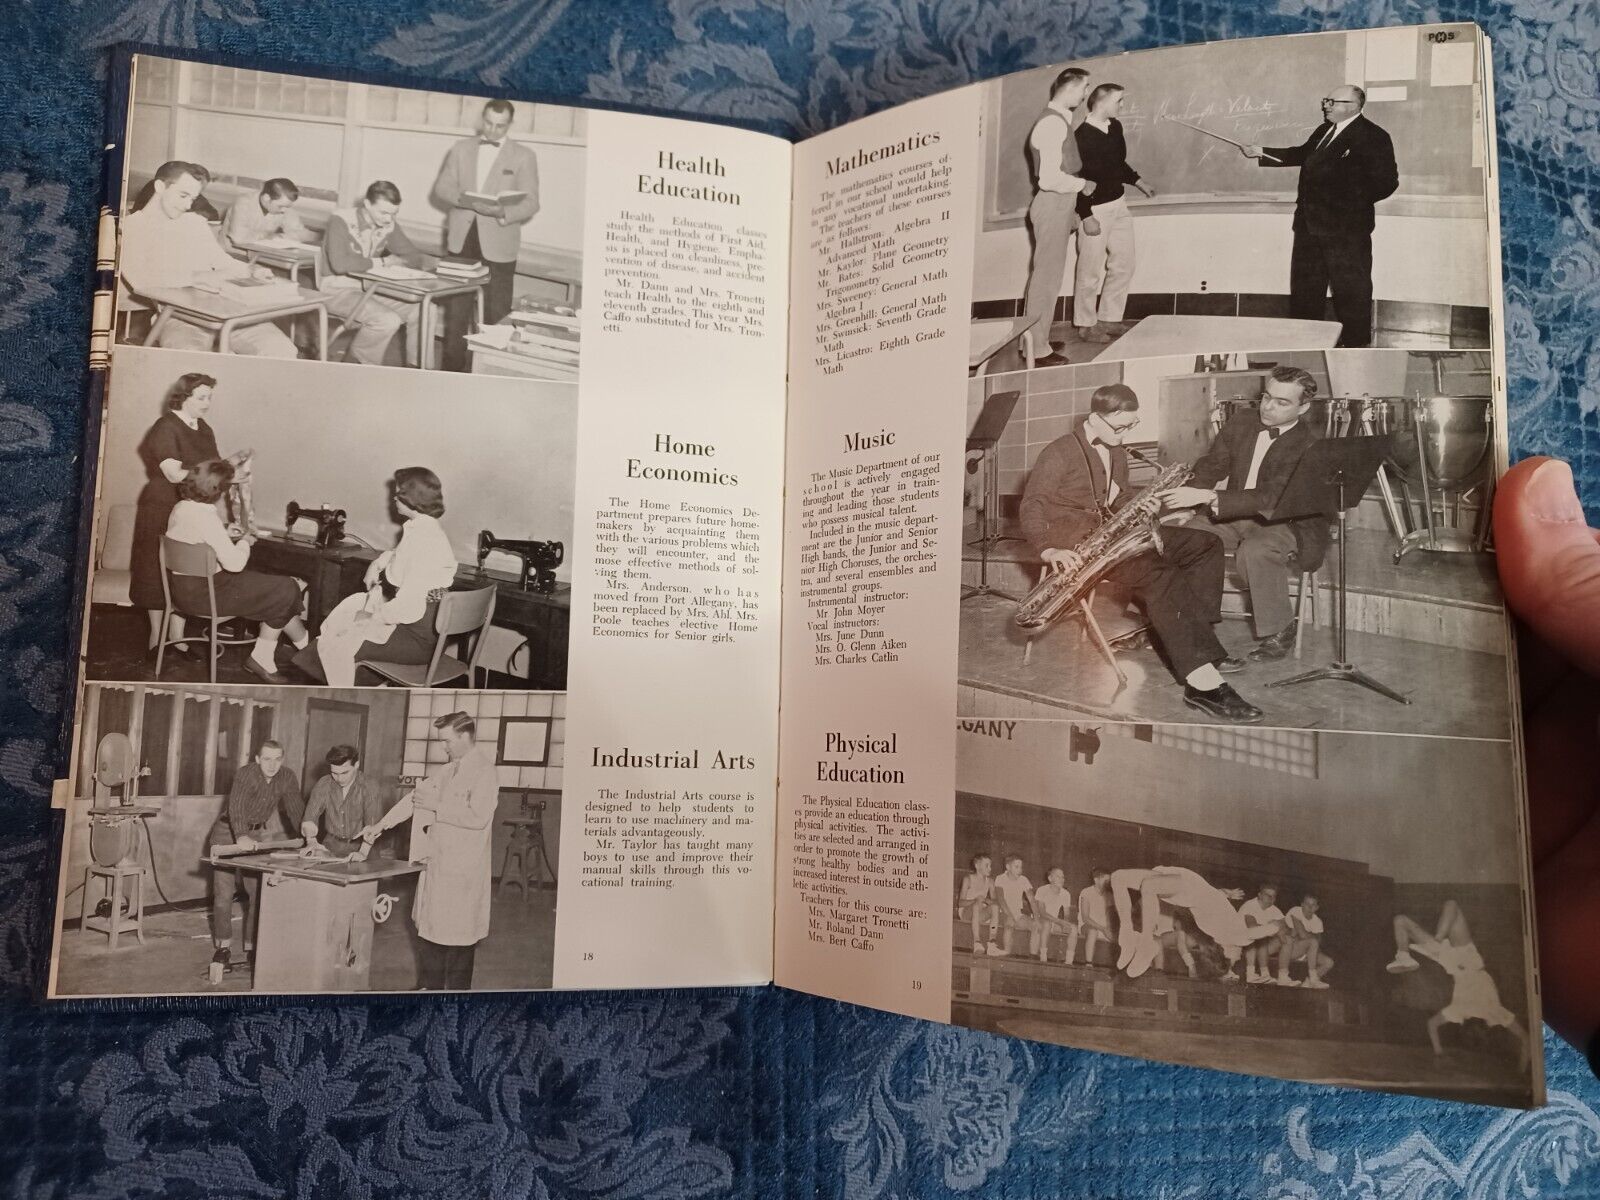 Health
Education
Health Education classes
study the methods of First Aid,
Health, and Hygiene. Empha-
sis is placed on cleanliness, pre-
vention of disease, and accident
prevention.
Mr. Dann and Mrs. Tronetti
teach Health to the eighth and
eleventh grades. This year Mrs.
Caffo substituted for Mrs. Tron-
etti.
Home
Economics
The Home Economics De-
partment prepares future home-
makers by acquainting them
with the various problems which
they will encounter, and the
most effective methods of sol-
ving them.
Mrs. Anderson, who has
moved from Port Allegany, has
been replaced by Mrs. Ahl. Mrs.
Poole teaches elective Home
Economics for Senior girls.
Industrial Arts
The Industrial Arts course is
designed to help students to
learn to use machinery and ma-
terials advantageously.
Mr. Taylor has taught many
boys to use and improve their
manual skills through this vo-
cational training.
18
Mathematics
The mathematics courses of-
fered in our school would help
in any vocational undertaking.
The teachers of these courses
are as follows:
Mr Hallstrom: Algebra II
Advanced Math
Mr. Kaylor: Plane Geometry
Mr. Bates: Solid Geometry
Trigonometry
Mrs. Sweeney: General Math
Algebra I
Mrs. Greenhill: General Math
Mr. Swinsick: Seventh Grade
Math
Mrs. Licastro: Eighth Grade
Math
Music
The Music Department of our
school is actively engaged
throughout the year in train-
ing and leading those students
who possess musical talent.
Included in the music depart-
ment are the Junior and Senior
High bands, the Junior and Se-
nior High Choruses, the orches-
tra, and several ensembles and
instrumental groups.
Instrumental instructor:
Mr John Moyer
Vocal instructors:
Mrs. June Dunn
Mrs. O. Glenn Aiken
Mrs. Charles Catlin
Physical
Education
The Physical Education class-
es provide an education through
physical activities. The activi-
ties are selected and arranged in
order to promote the growth of
strong healthy bodies and an
increased interest in outside ath-
letic activities.
Teachers for this course are:
Mrs. Margaret Tronetti
Mr. Roland Dann
Mrs. Bert Caffo
19
PHS
GANY